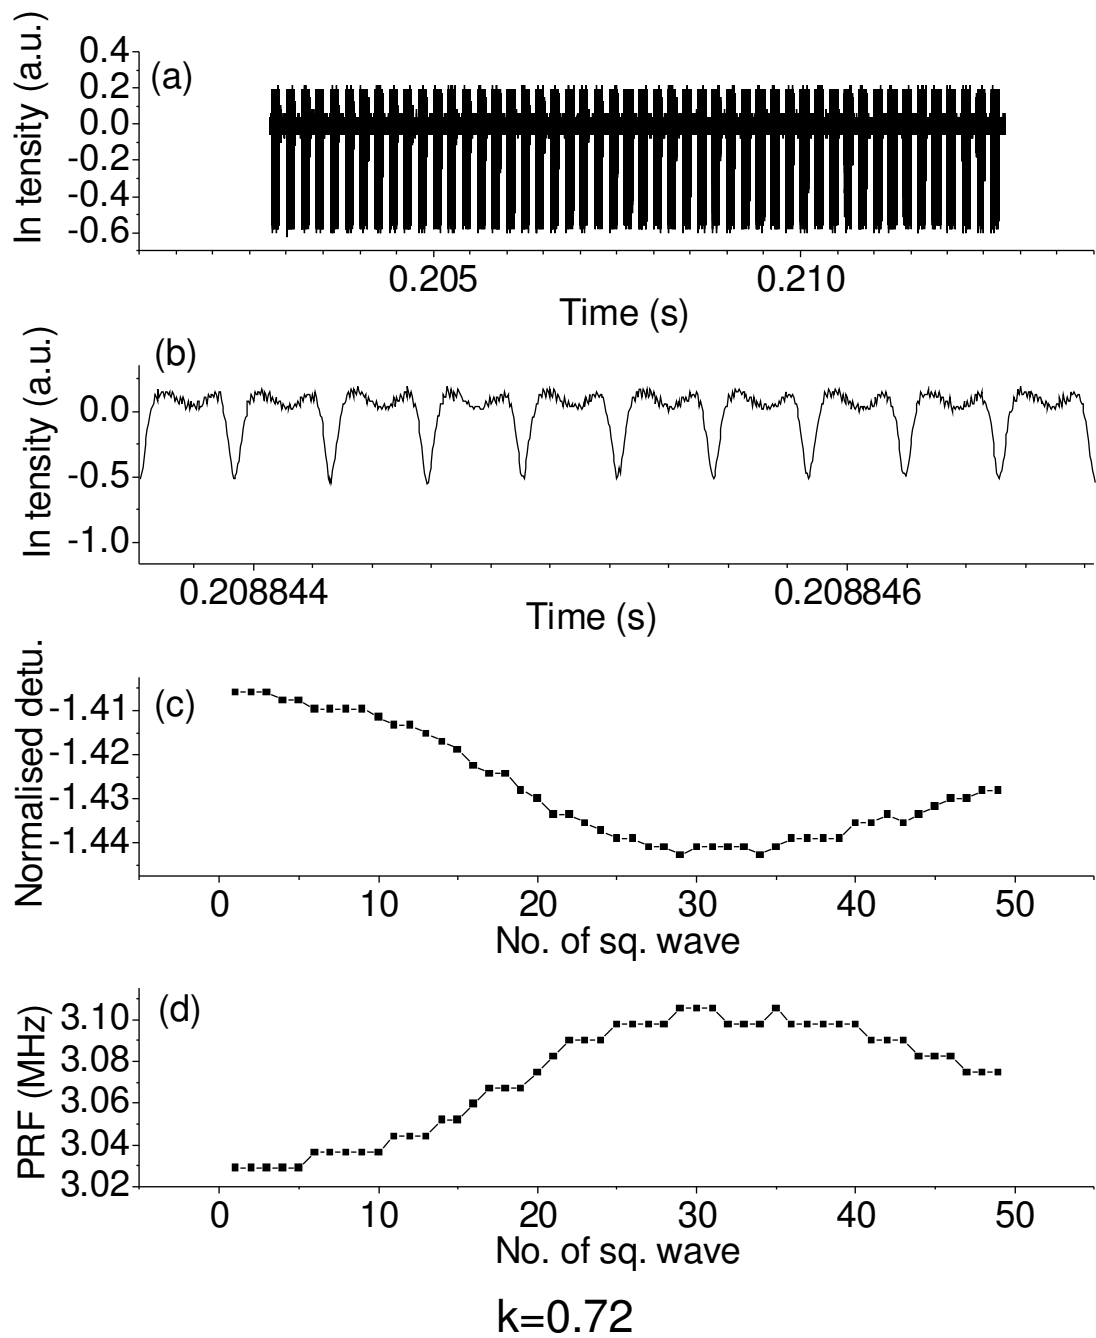 In tensity (a.u.)
(a)
0.4
0.2
0.0
-0.2
-0.4
-0.6
0.205
0.210
Time (s)
In tensity (a.u.)
(b)
0.0
-0.5
-1.0
0.208844
0.208846
Time (s)
Normalised detu.
(c)
-1.41
-1.42
-1.43
-1.44
0
10
20
30
40
50
No. of sq. wave
PRF (MHz)
(d)
3.10
3.08
3.06
3.04
3.02
0
10
20
30
40
50
No. of sq. wave
k=0.72